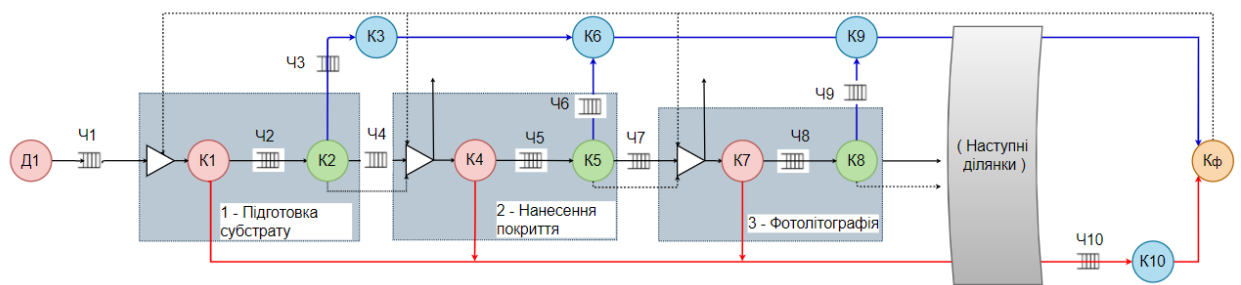 К3
К6
К9
Ч3
Ч6
Ч9
Д1
Ч1
К1
Ч2
К2
Ч4
К4
Ч5
К5
Ч7
К7
Ч8
К8
( Наступні
ділянки )
Кф
1 - Підготовка
субстрату
2 - Нанесення
покриття
3 - Фотолітографія
Ч10
К10